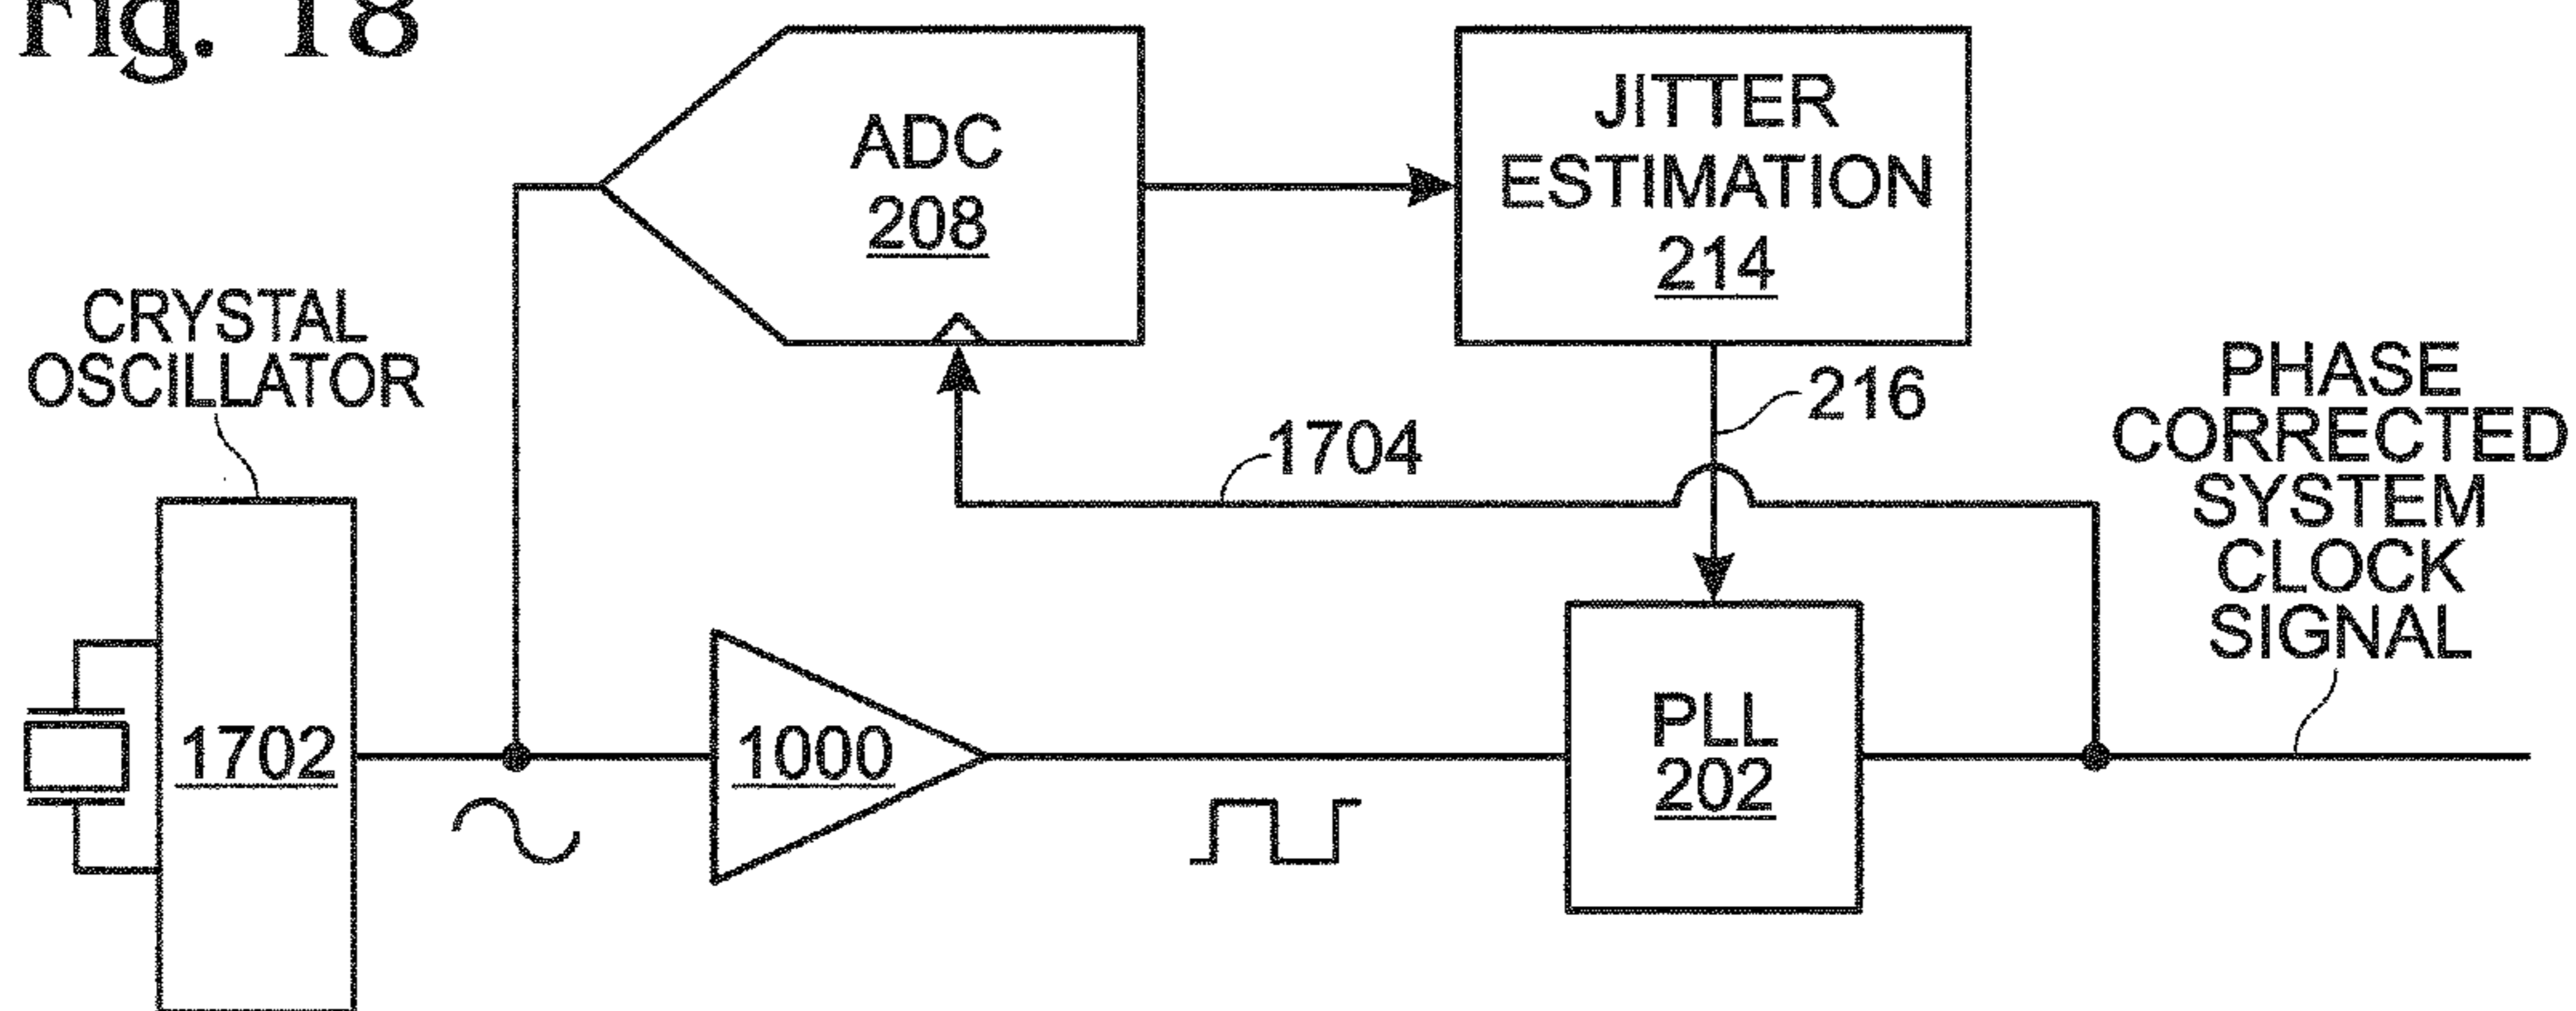 Fig. 18
ADC
208
JITTER
ESTIMATION
214
CRYSTAL
OSCILLATOR
216
1704
PHASE
CORRECTED
SYSTEM
CLOCK
SIGNAL
1702
1000
PLL
202